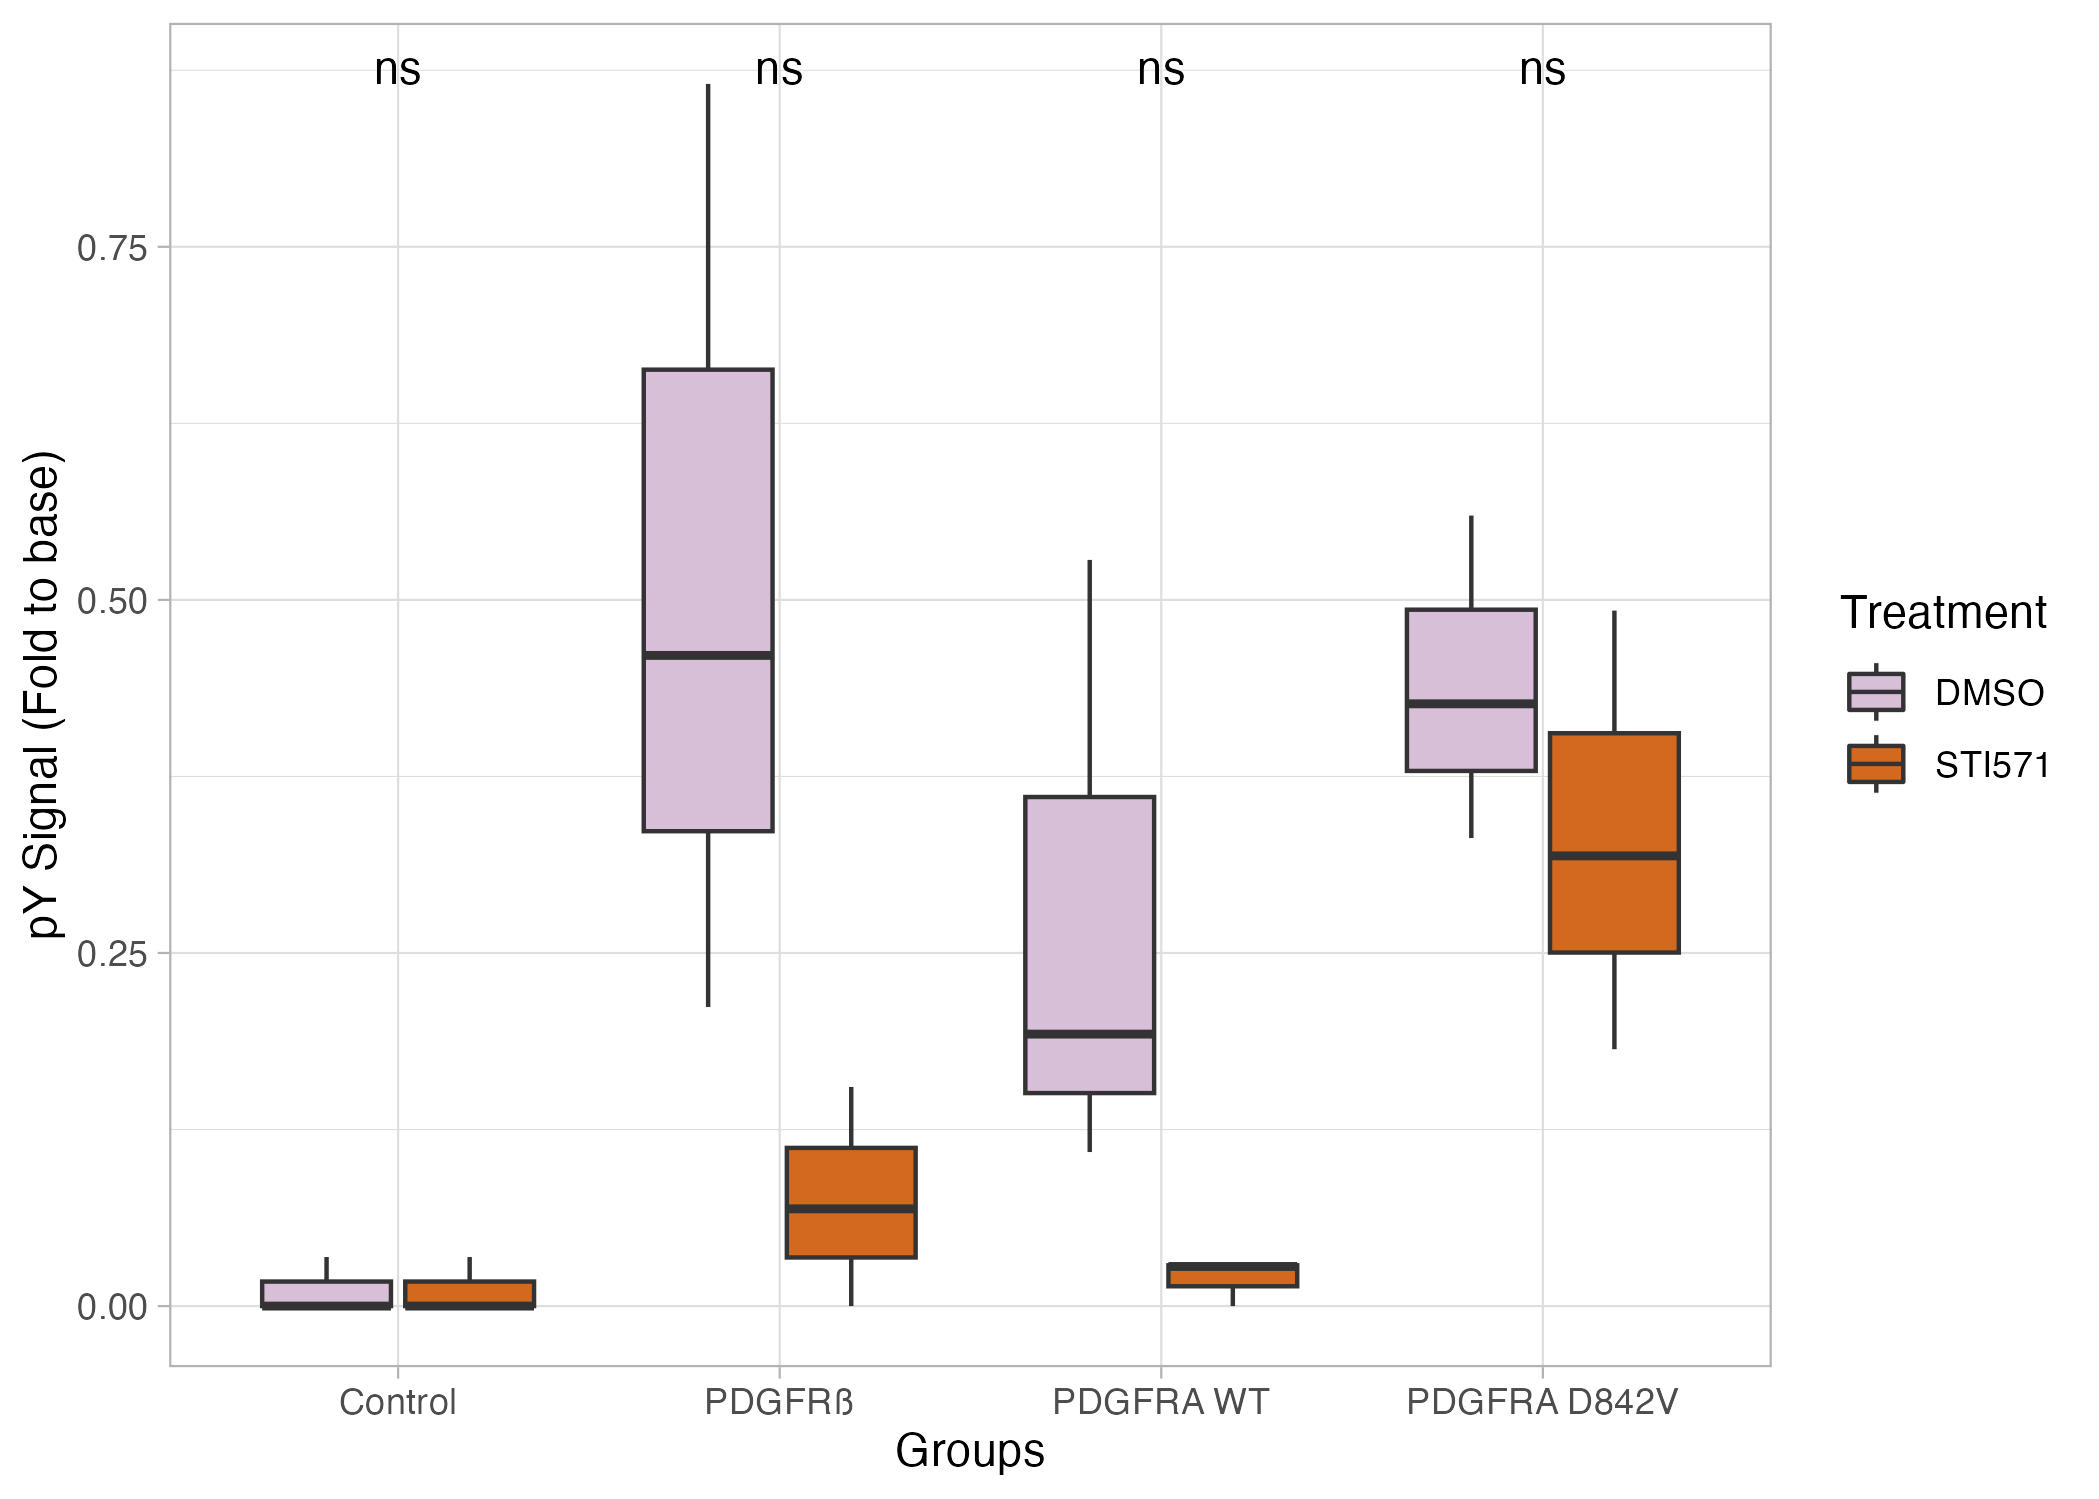 ns ns ns ns
0.75
0.50
0.25
0.00
pY Signal (Fold to base)
Control PDGFRß PDGFRA WT PDGFRA D842V
Groups
Treatment
DMSO
STI571